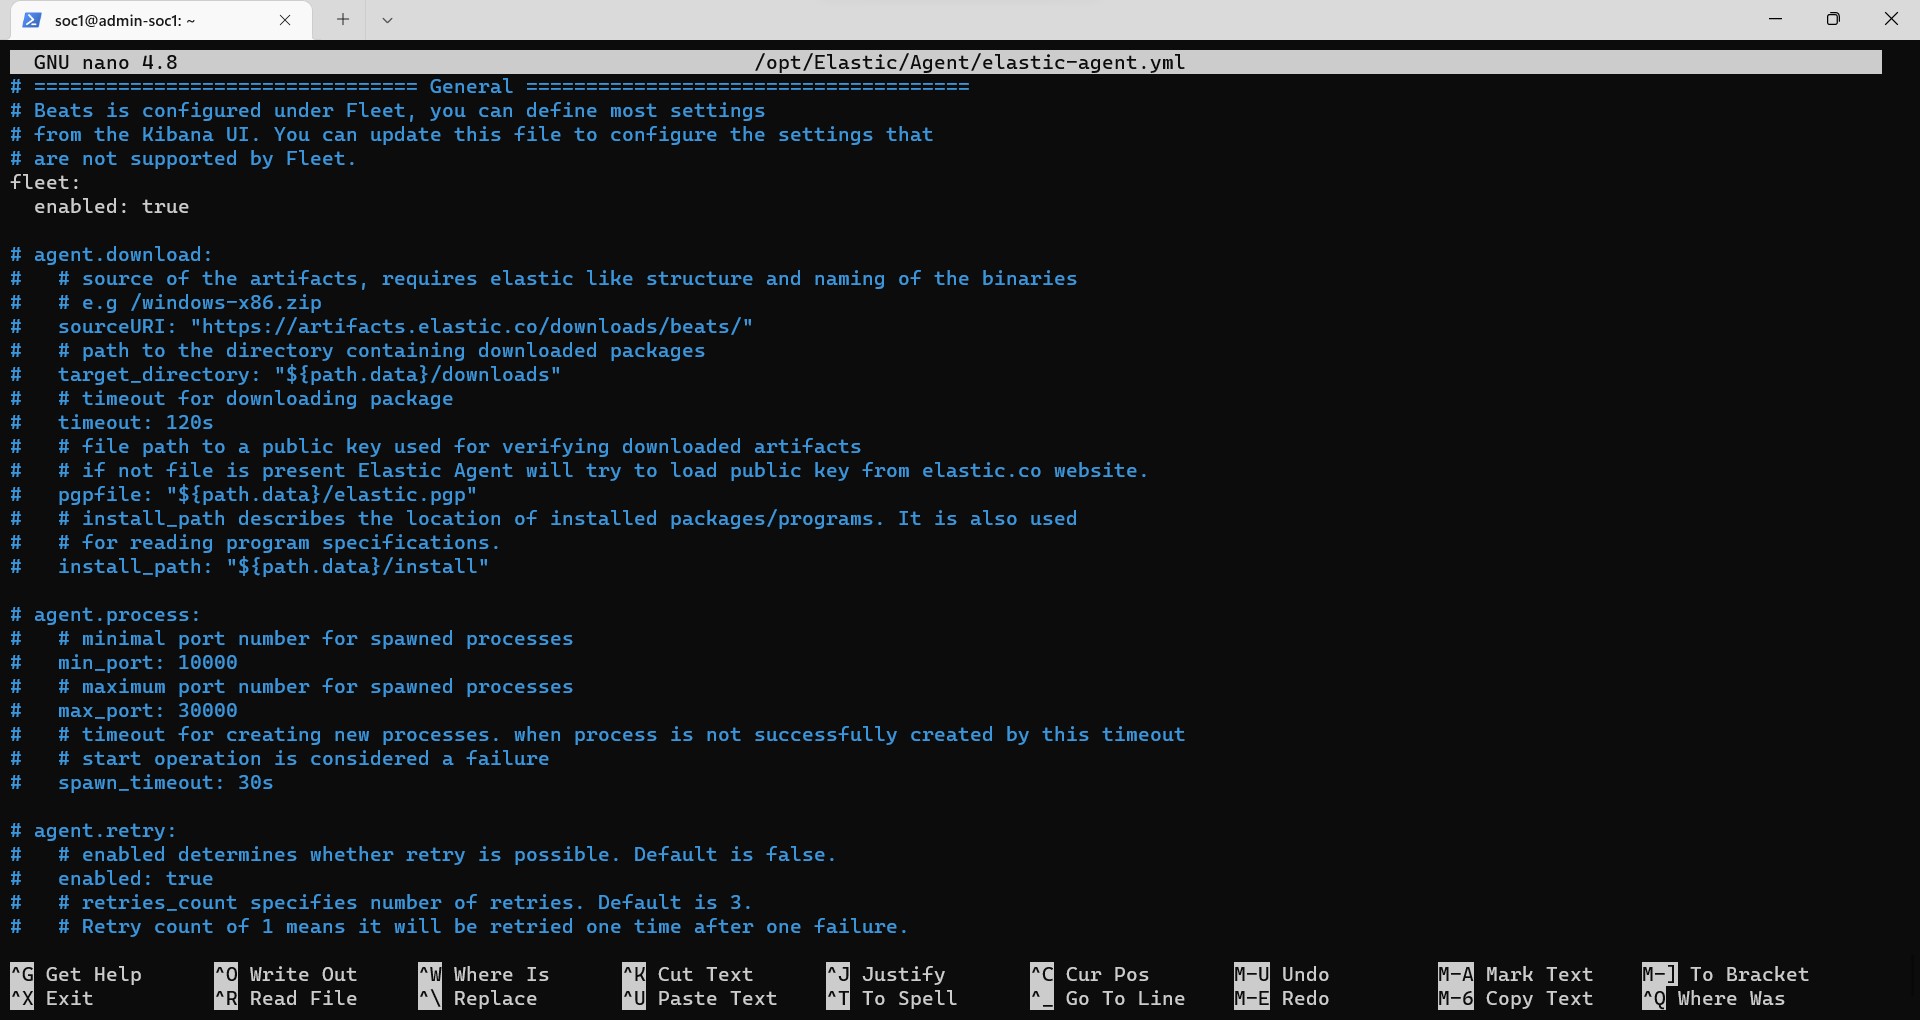 soc1@admin-soc1: ~
GNU nano 4.8 /opt/Elastic/Agent/elastic-agent.yml
# ================================ General =====================================
# Beats is configured under Fleet, you can define most settings
# from the Kibana UI. You can update this file to configure the settings that
# are not supported by Fleet.
fleet:
  enabled: true

# agent.download:
#   # source of the artifacts, requires elastic like structure and naming of the binaries
#   # e.g /windows-x86.zip
#   sourceURI: "https://artifacts.elastic.co/downloads/beats/"
#   # path to the directory containing downloaded packages
#   target_directory: "${path.data}/downloads"
#   # timeout for downloading package
#   timeout: 120s
#   # file path to a public key used for verifying downloaded artifacts
#   # if not file is present Elastic Agent will try to load public key from elastic.co website.
#   pgpfile: "${path.data}/elastic.pgp"
#   # install_path describes the location of installed packages/programs. It is also used
#   # for reading program specifications.
#   install_path: "${path.data}/install"

# agent.process:
#   # minimal port number for spawned processes
#   min_port: 10000
#   # maximum port number for spawned processes
#   max_port: 30000
#   # timeout for creating new processes. when process is not successfully created by this timeout
#   # start operation is considered a failure
#   spawn_timeout: 30s

# agent.retry:
#   # enabled determines whether retry is possible. Default is false.
#   enabled: true
#   # retries_count specifies number of retries. Default is 3.
#   # Retry count of 1 means it will be retried one time after one failure.

^G Get Help ^O Write Out ^W Where Is ^K Cut Text ^J Justify ^C Cur Pos M-U Undo M-A Mark Text M-] To Bracket
^X Exit ^R Read File ^\ Replace ^U Paste Text ^T To Spell ^_ Go To Line M-E Redo M-6 Copy Text ^Q Where Was